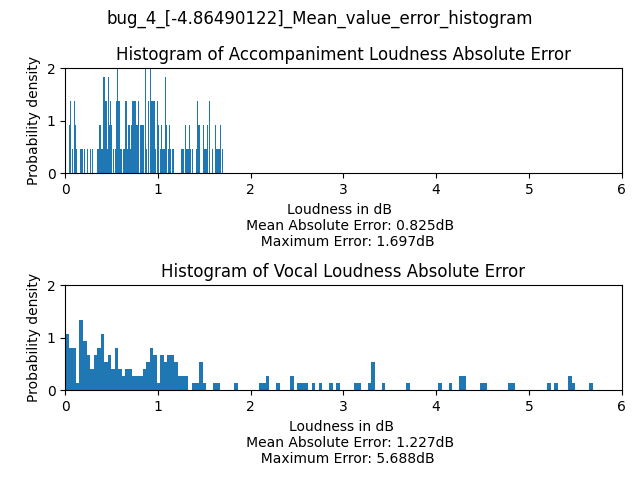 bug_4_[-4.86490122]_Mean_value_error_histogram
Histogram of Accompaniment Loudness Absolute Error
Probability density
2
1
0
0 1 2 3 4 5 6
Loudness in dB
Mean Absolute Error: 0.825dB
Maximum Error: 1.697dB
Histogram of Vocal Loudness Absolute Error
Probability density
2
1
0
0 1 2 3 4 5 6
Loudness in dB
Mean Absolute Error: 1.227dB
Maximum Error: 5.688dB